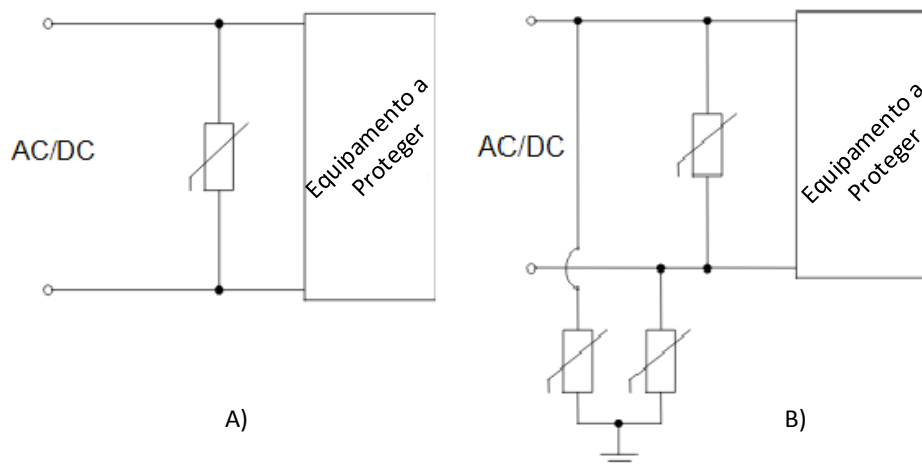 AC/DC
Equipamento a
Proteger
A)
AC/DC
Equipamento a
Proteger
B)